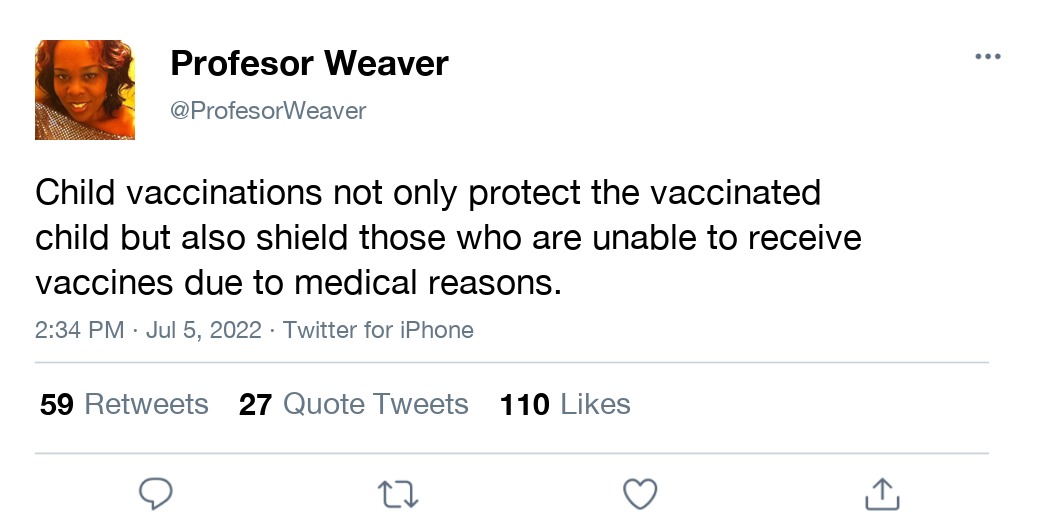 Profesor Weaver
@ProfesorWeaver
Child vaccinations not only protect the vaccinated
child but also shield those who are unable to receive
vaccines due to medical reasons.
2:34 PM · Jul 5, 2022 · Twitter for iPhone
59 Retweets 27 Quote Tweets 110 Likes